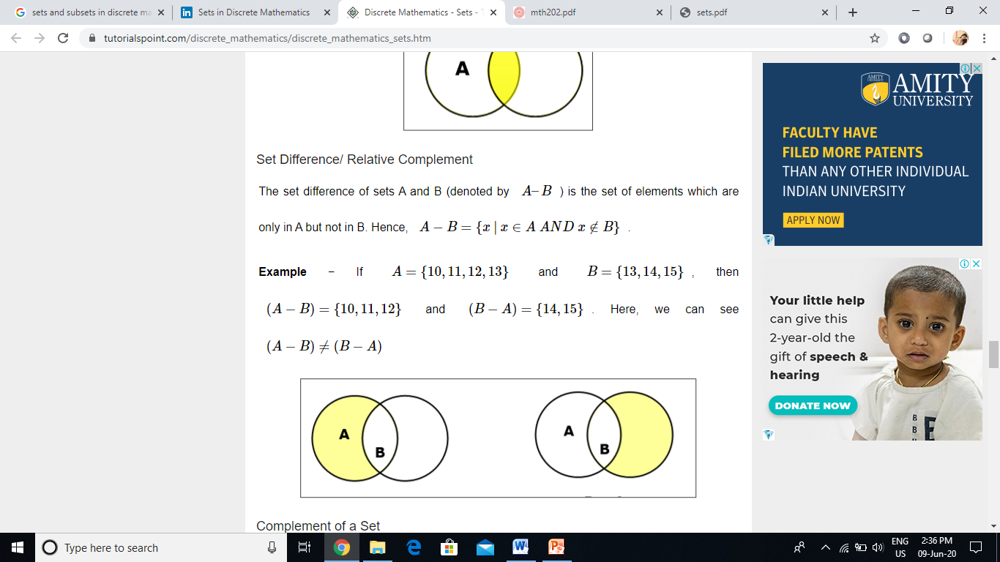 sets and subsets in discrete ma
Sets in Discrete Mathematics
Discrete Mathematics - Sets - T
mth202.pdf
sets.pdf
tutorialspoint.com/discrete_mathematics/discrete_mathematics_sets.htm
A
Set Difference/ Relative Complement
The set difference of sets A and B (denoted by A–B ) is the set of elements which are
only in A but not in B. Hence, A − B = {x | x ∈ A AND x ∉ B} .
Example − If A = {10, 11, 12, 13} and B = {13, 14, 15} , then
(A − B) = {10, 11, 12} and (B − A) = {14, 15} . Here, we can see
(A − B) ≠ (B − A)
A
B
A
B
Complement of a Set
AMITY
UNIVERSITY
AMITY
UNIVERSITY
FACULTY HAVE
FILED MORE PATENTS
THAN ANY OTHER INDIVIDUAL
INDIAN UNIVERSITY
APPLY NOW
Your little help
can give this
2-year-old the
gift of speech &
hearing
DONATE NOW
Type here to search
ENG
US
2:36 PM
09-Jun-20